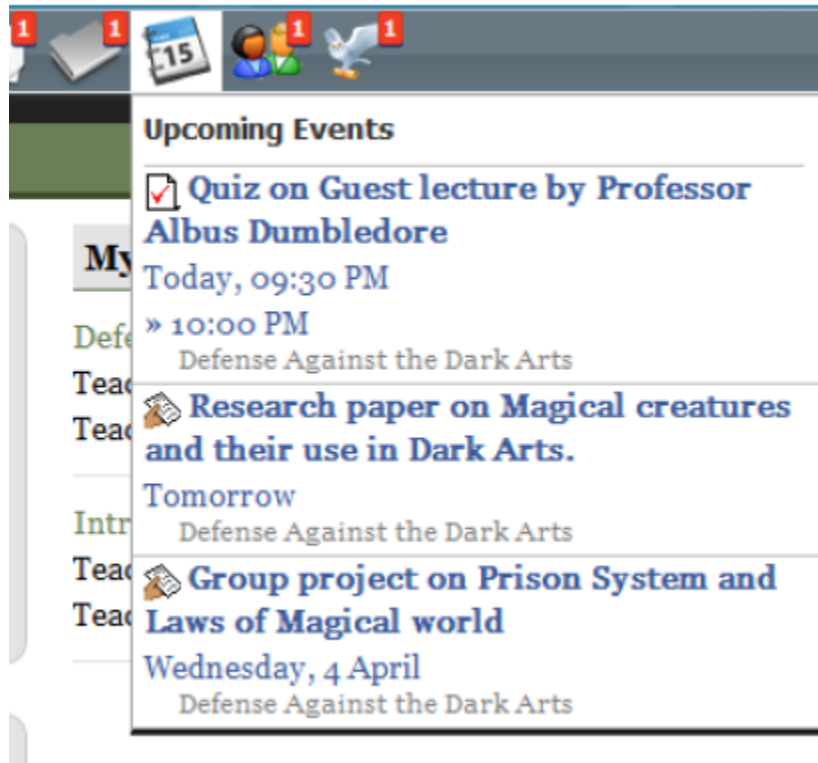 1
1
15
1
1
Upcoming Events
Quiz on Guest lecture by Professor
Albus Dumbledore
My
Today, 09:30 PM
» 10:00 PM
Defense Against the Dark Arts
Research paper on Magical creatures
and their use in Dark Arts.
Tomorrow
Defense Against the Dark Arts
Group project on Prison System and
Laws of Magical world
Wednesday, 4 April
Defense Against the Dark Arts